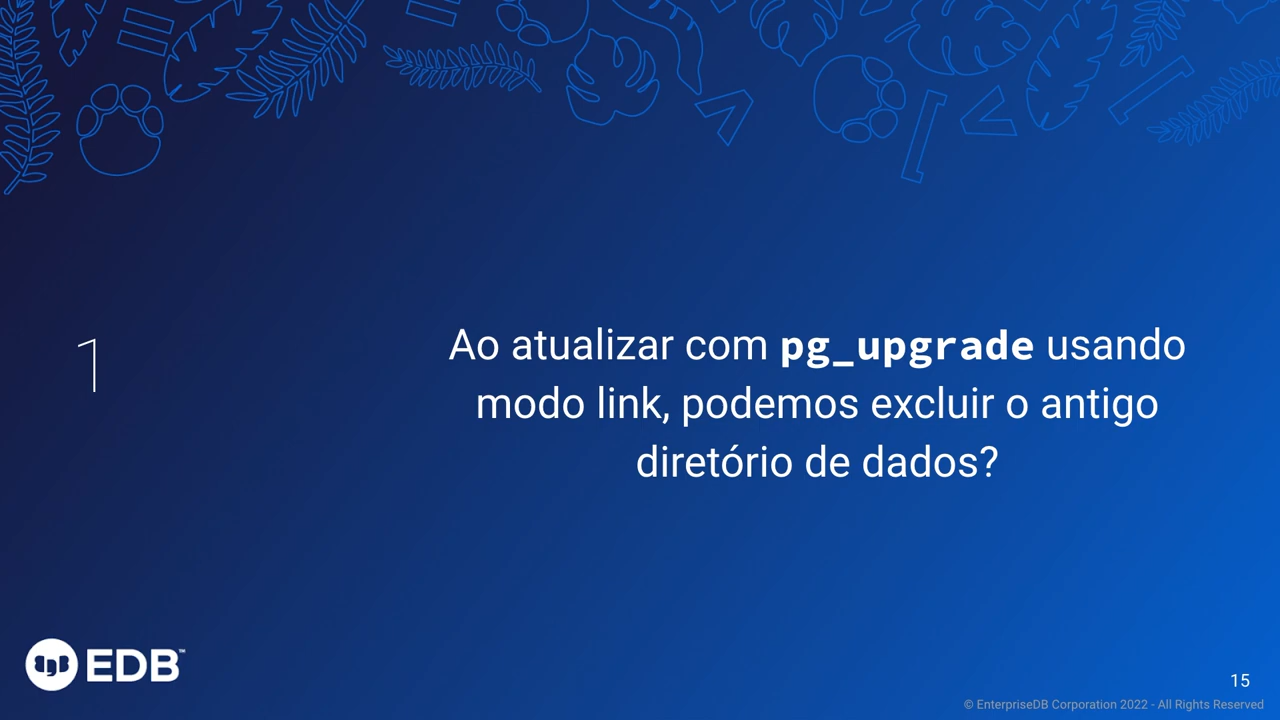 1
Ao atualizar com pg_upgrade usando
modo link, podemos excluir o antigo
diretório de dados?
EDB™
15
© EnterpriseDB Corporation 2022 - All Rights Reserved